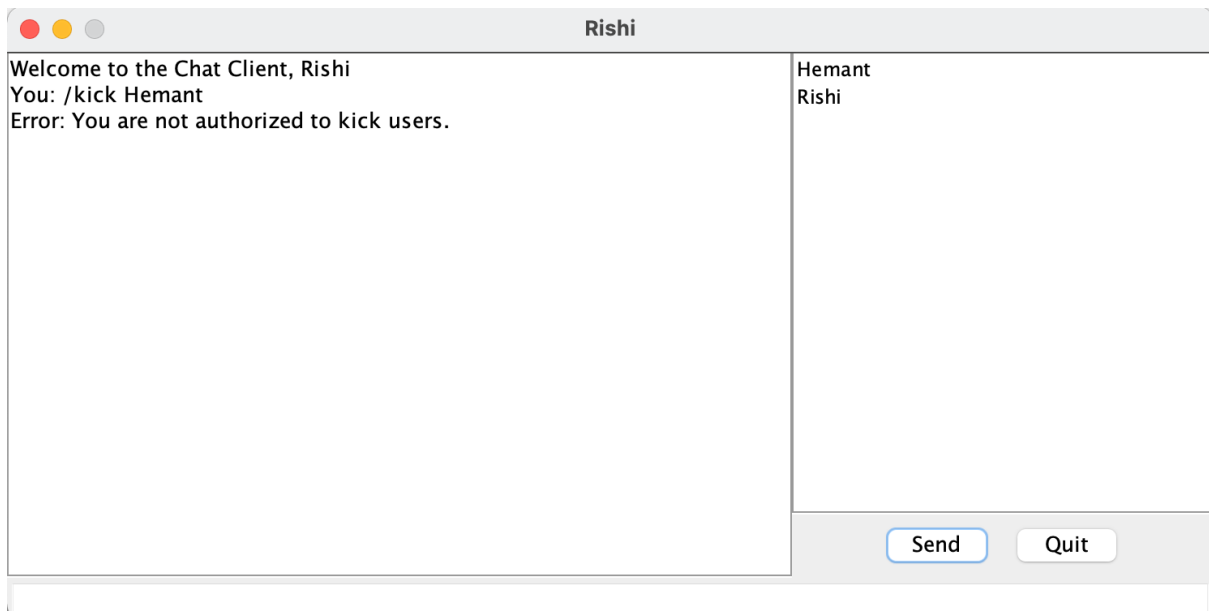 Rishi
Welcome to the Chat Client, Rishi
You: /kick Hemant
Error: You are not authorized to kick users.
Hemant
Rishi
Send
Quit